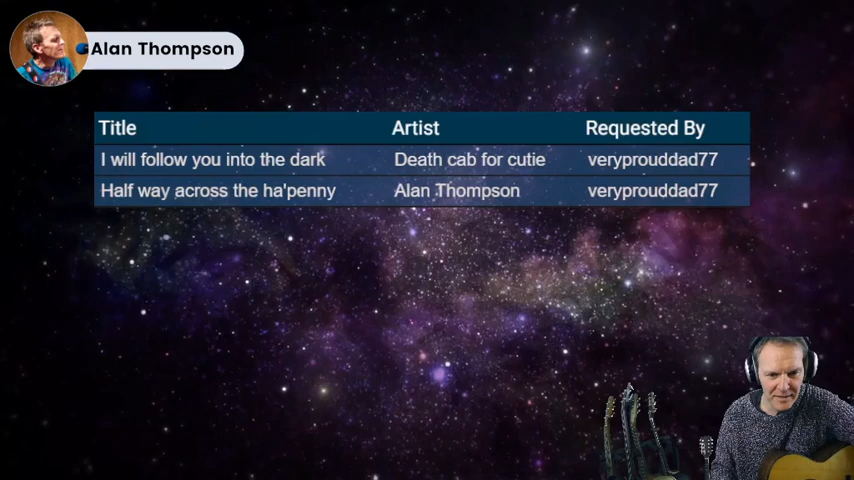 Alan Thompson
Title Artist Requested By
I will follow you into the dark Death cab for cutie veryprouddad77
Half way across the ha'penny Alan Thompson veryprouddad77